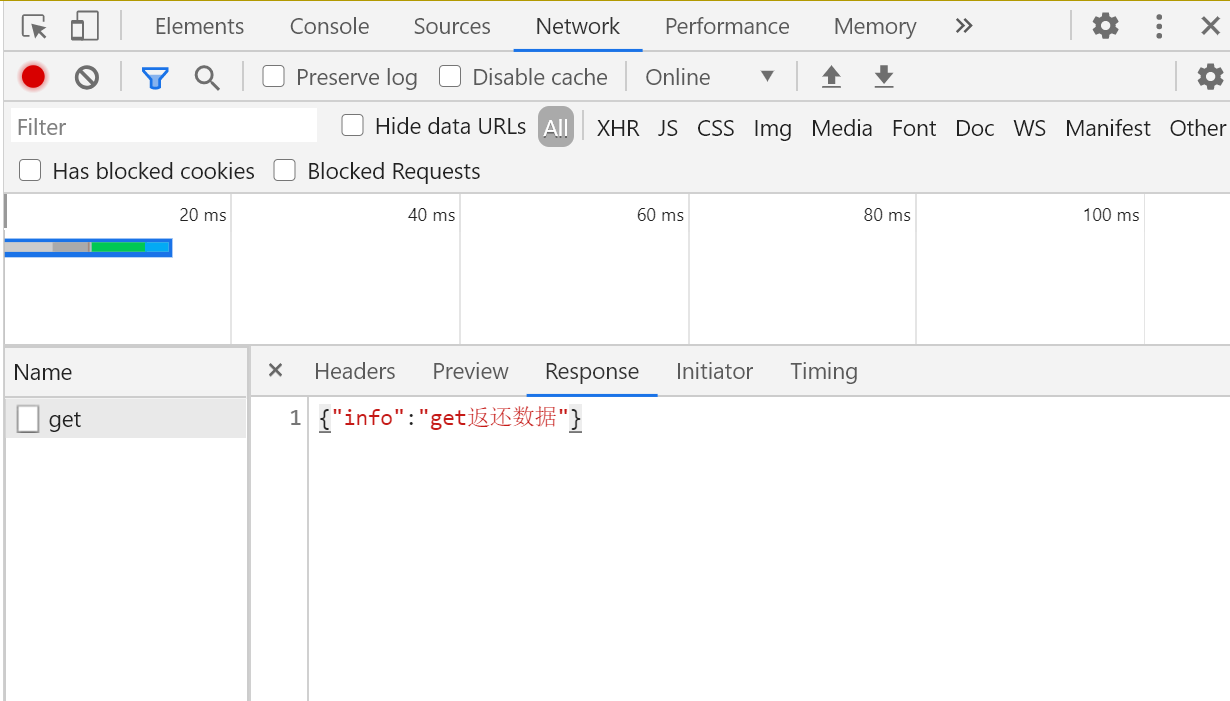 Elements Console Sources Network Performance Memory
Preserve log Disable cache Online
Filter Hide data URLs All XHR JS CSS Img Media Font Doc WS Manifest Other
Has blocked cookies Blocked Requests
20 ms 40 ms 60 ms 80 ms 100 ms
Name Headers Preview Response Initiator Timing
get 1 {"info":"get返还数据"}